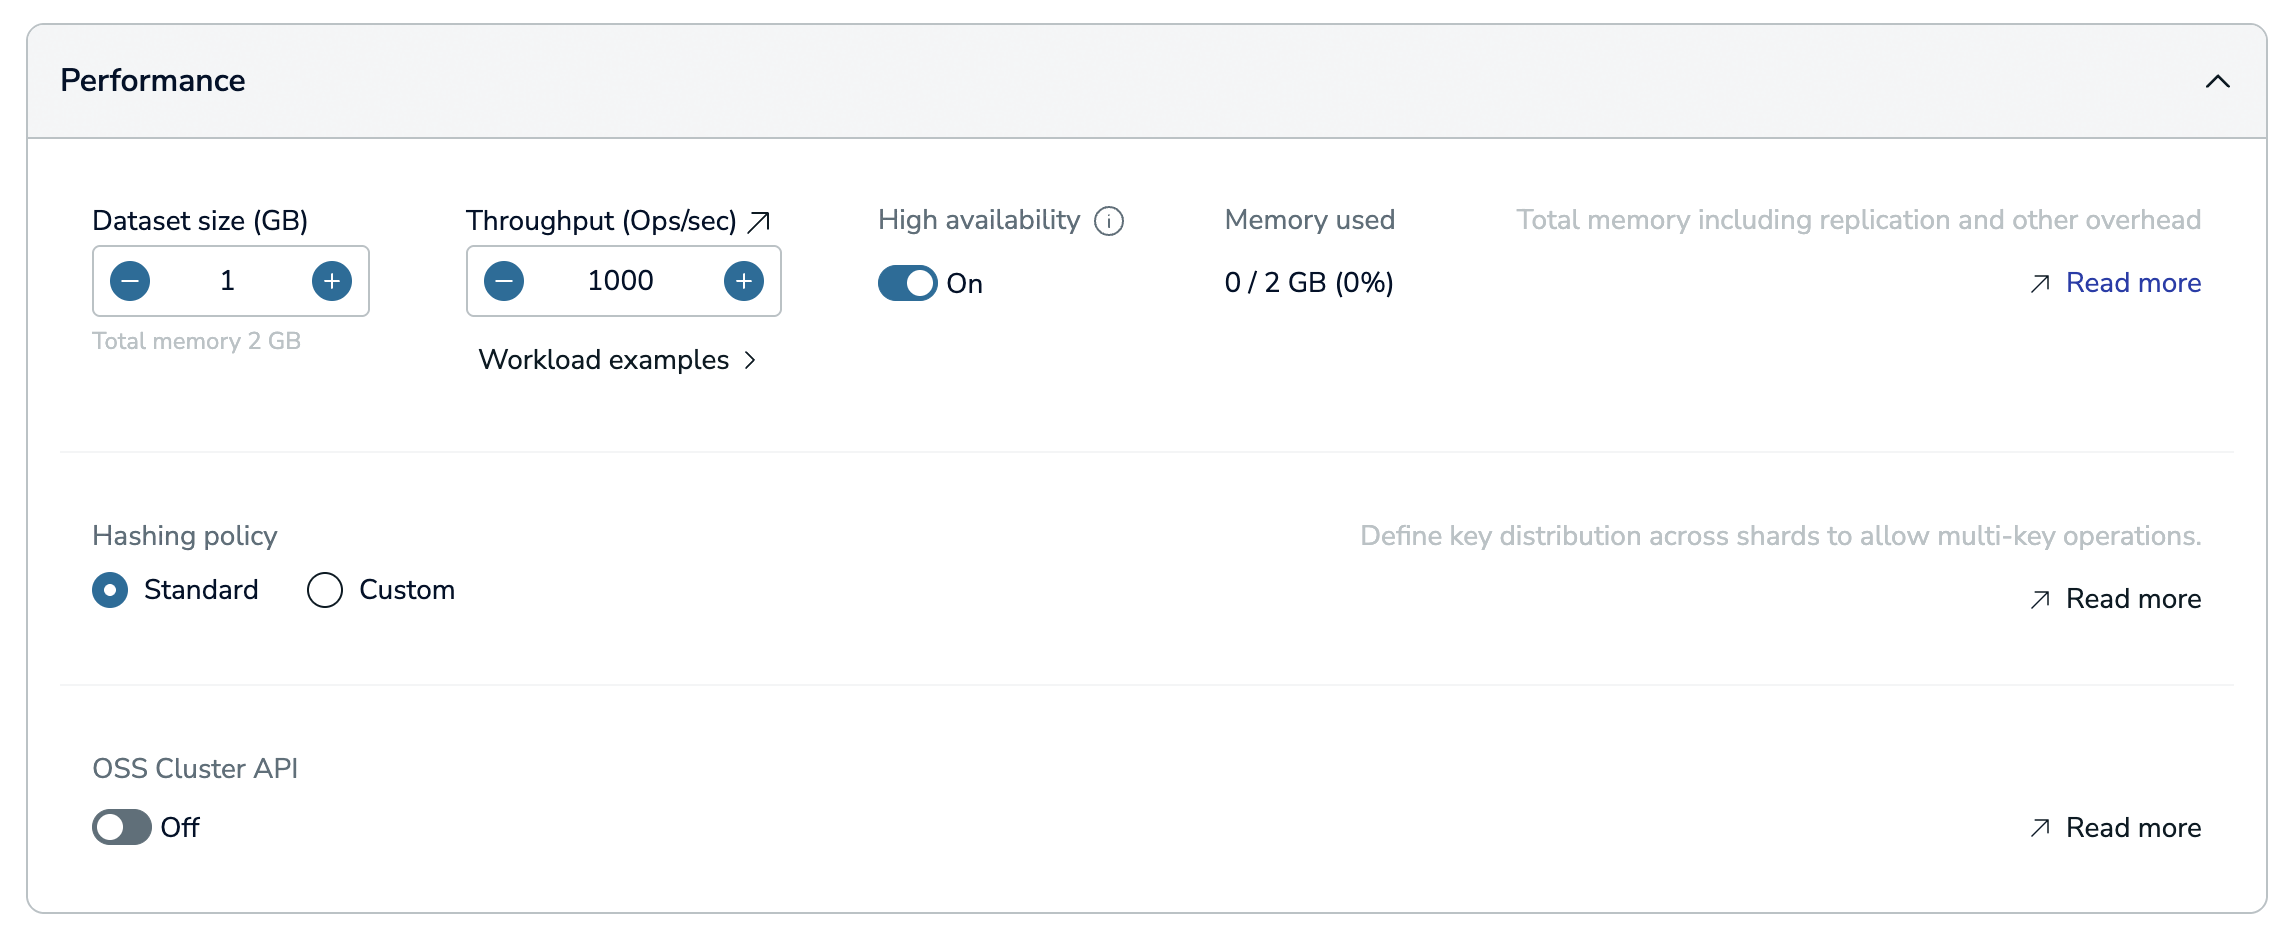 Performance
Dataset size (GB)
1
Total memory 2 GB
Throughput (Ops/sec)
1000
Workload examples
High availability
On
Memory used
0 / 2 GB (0%)
Total memory including replication and other overhead
Read more
Hashing policy
Standard
Custom
Define key distribution across shards to allow multi-key operations.
Read more
OSS Cluster API
Off
Read more